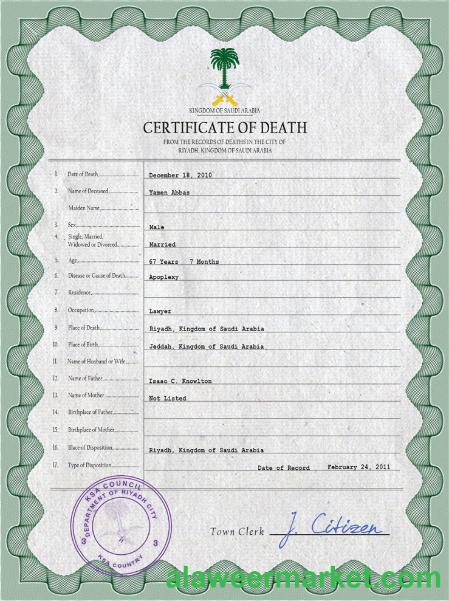 KINGDOM OF SAUDI ARABIA
CERTIFICATE OF DEATH
FROM THE RECORDS OF DEATHS IN THE CITY OF
RIYADH, KINGDOM OF SAUDI ARABIA
1. Date of Death December 18, 2010
2. Name of Deceased Yamen Abbas
Maiden Name
3. Sex Male
4. Single, Married,
Widowed or Divorced Married
5. Age 67 Years 7 Months
6. Disease or Cause of Death Apoplexy
7. Residence
8. Occupation Lawyer
9. Place of Death Riyadh, Kingdom of Saudi Arabia
10. Place of Birth Jeddah, Kingdom of Saudi Arabia
11. Name of Husband or Wife
12. Name of Father Isaac C. Knowlton
13. Name of Mother Not Listed
14. Birthplace of Father
15. Birthplace of Mother
16. Place of Disposition Riyadh, Kingdom of Saudi Arabia
17. Type of Disposition Date of Record February 24, 2011
KSA COUNCIL
DEPARTMENT OF RIYADH CITY
KSA COUNTRY
Town Clerk J. Citizen
alaweermarket.com